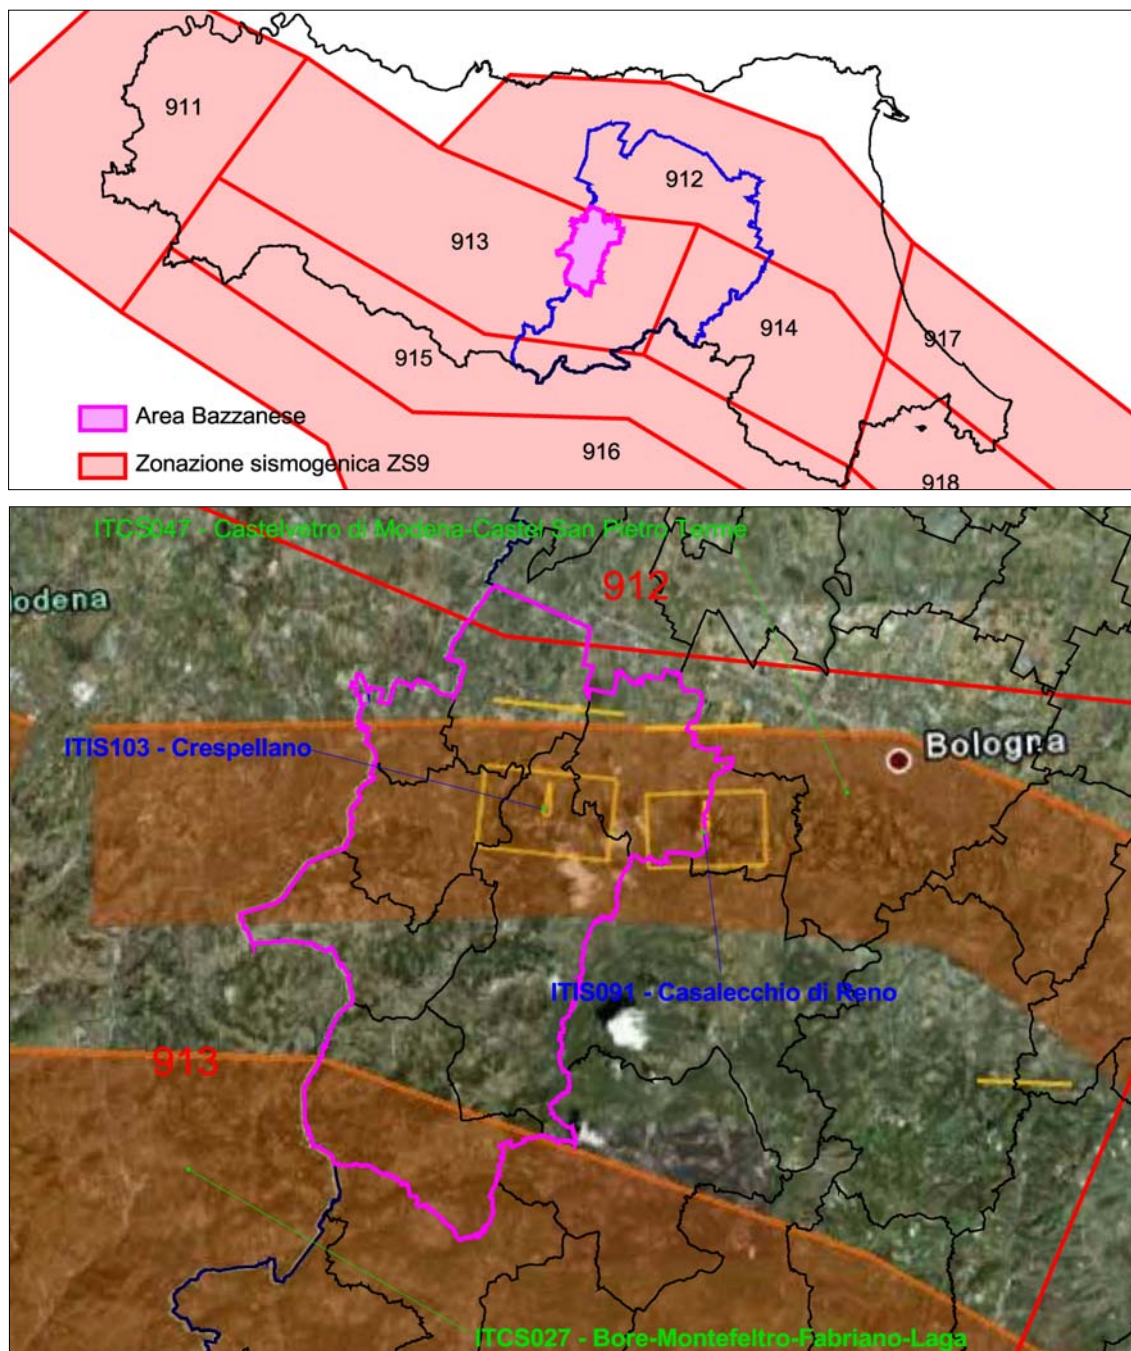 911
912
913
914
917
915
916
918
Area Bazzanese
Zonazione sismogenica ZS9
ITCS047 - Castelvetro di Modena-Castel San Pietro Terme
912
odena
Bologna
ITIS103 - Crespellano
ITIS091 - Casalecchio di Reno
913
ITCS027 - Bore-Montefeltro-Fabriano-Laga